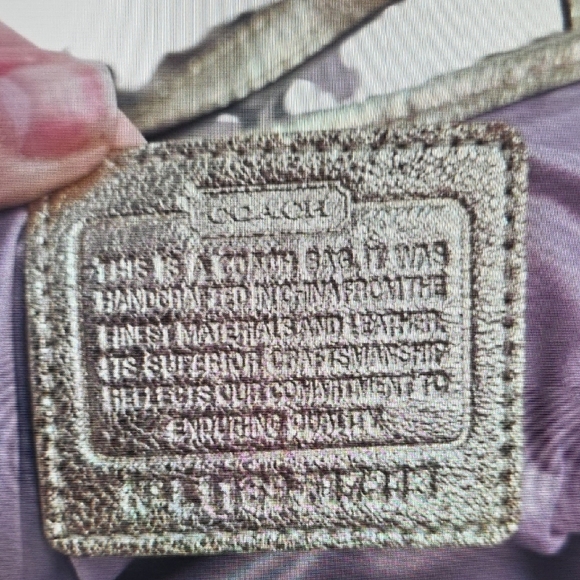 COACH
THIS IS A COACH BAG. IT WAS
HANDCRAFTED IN CHINA FROM THE
FINEST MATERIALS AND LEATHER.
ITS SUPERIOR CRAFTSMANSHIP
REFLECTS OUR COMMITMENT TO
ENDURING QUALITY.